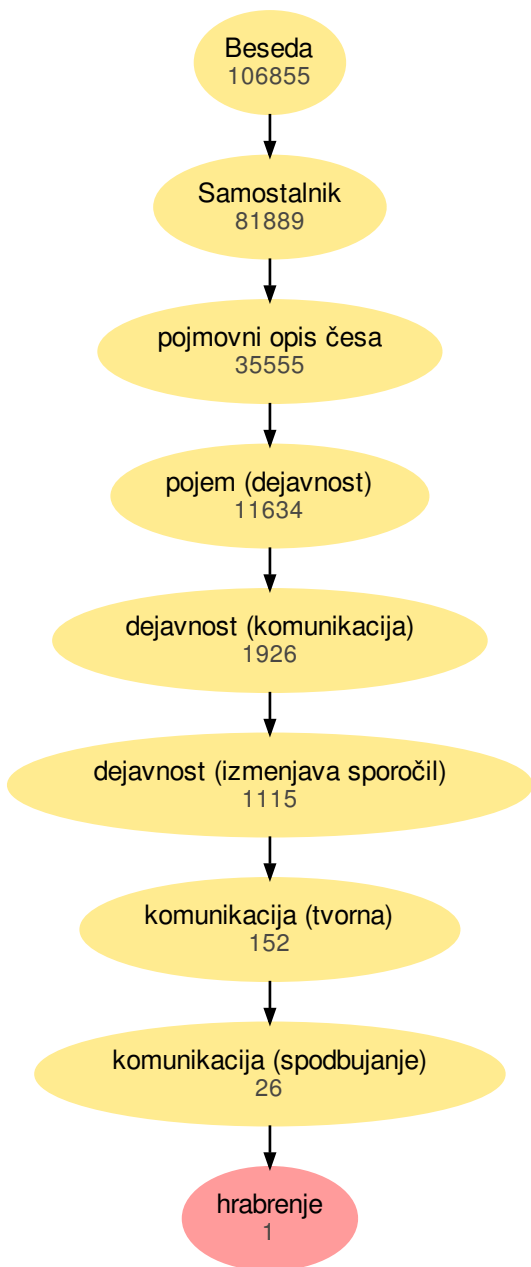 Beseda
106855
Samostalnik
81889
pojmovni opis česa
35555
pojem (dejavnost)
11634
dejavnost (komunikacija)
1926
dejavnost (izmenjava sporočil)
1115
komunikacija (tvorna)
152
komunikacija (spodbujanje)
26
hrabrenje
1